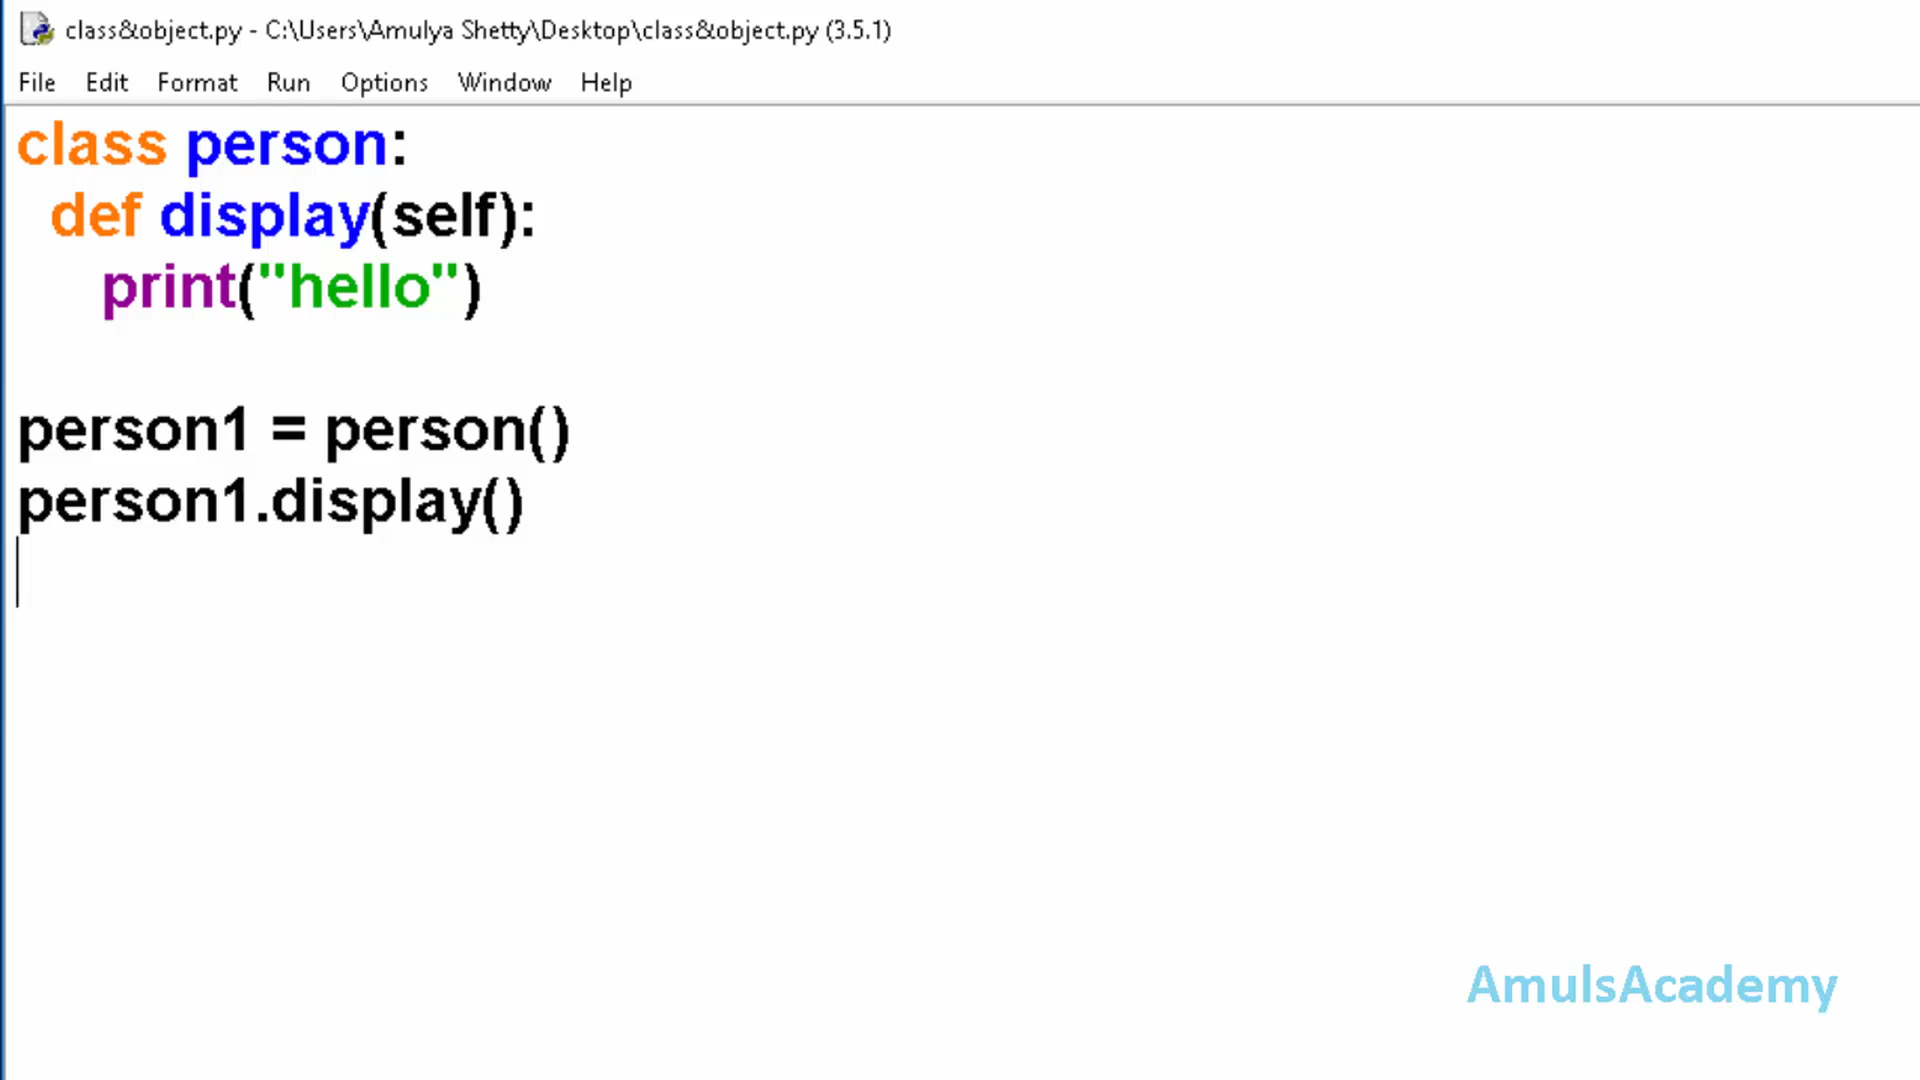 class&object.py - C:\Users\Amulya Shetty\Desktop\class&object.py (3.5.1)
File Edit Format Run Options Window Help
class person:
  def display(self):
     print("hello")

person1 = person()
person1.display()
AmulsAcademy